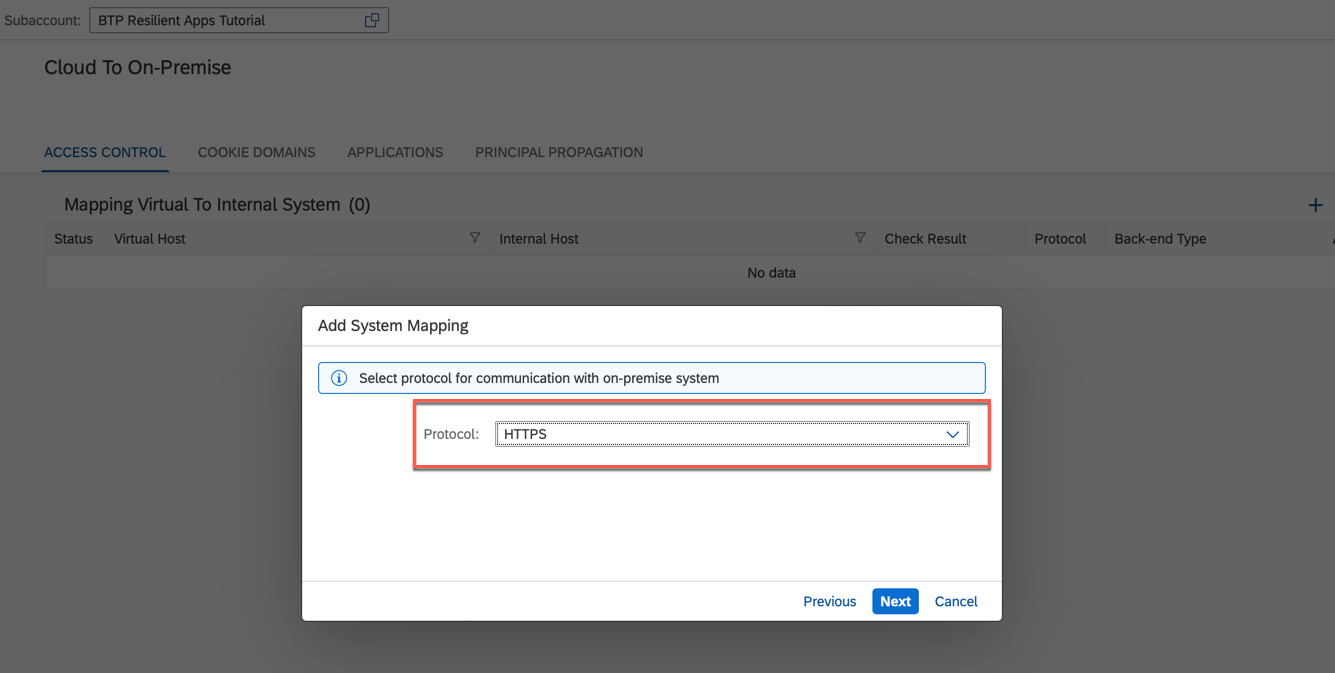 Subaccount: BTP Resilient Apps Tutorial
Cloud To On-Premise
ACCESS CONTROL COOKIE DOMAINS APPLICATIONS PRINCIPAL PROPAGATION
Mapping Virtual To Internal System (0)
Status Virtual Host Internal Host Check Result Protocol Back-end Type
No data
Add System Mapping
Select protocol for communication with on-premise system
Protocol: HTTPS
Previous Next Cancel